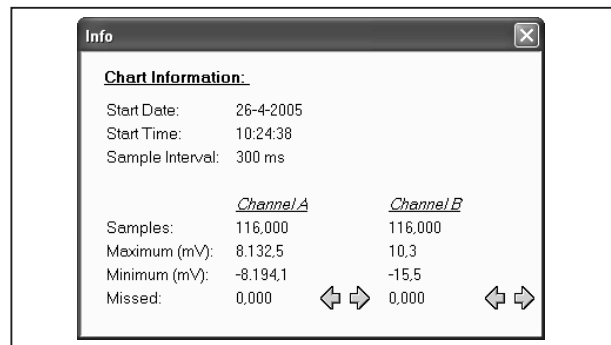 Info
Chart Information:
Start Date: 26-4-2005
Start Time: 10:24:38
Sample Interval: 300 ms
Channel A Channel B
Samples: 116,000 116,000
Maximum (mV): 8.132,5 10,3
Minimum (mV): -8.194,1 -15,5
Missed: 0,000 0,000